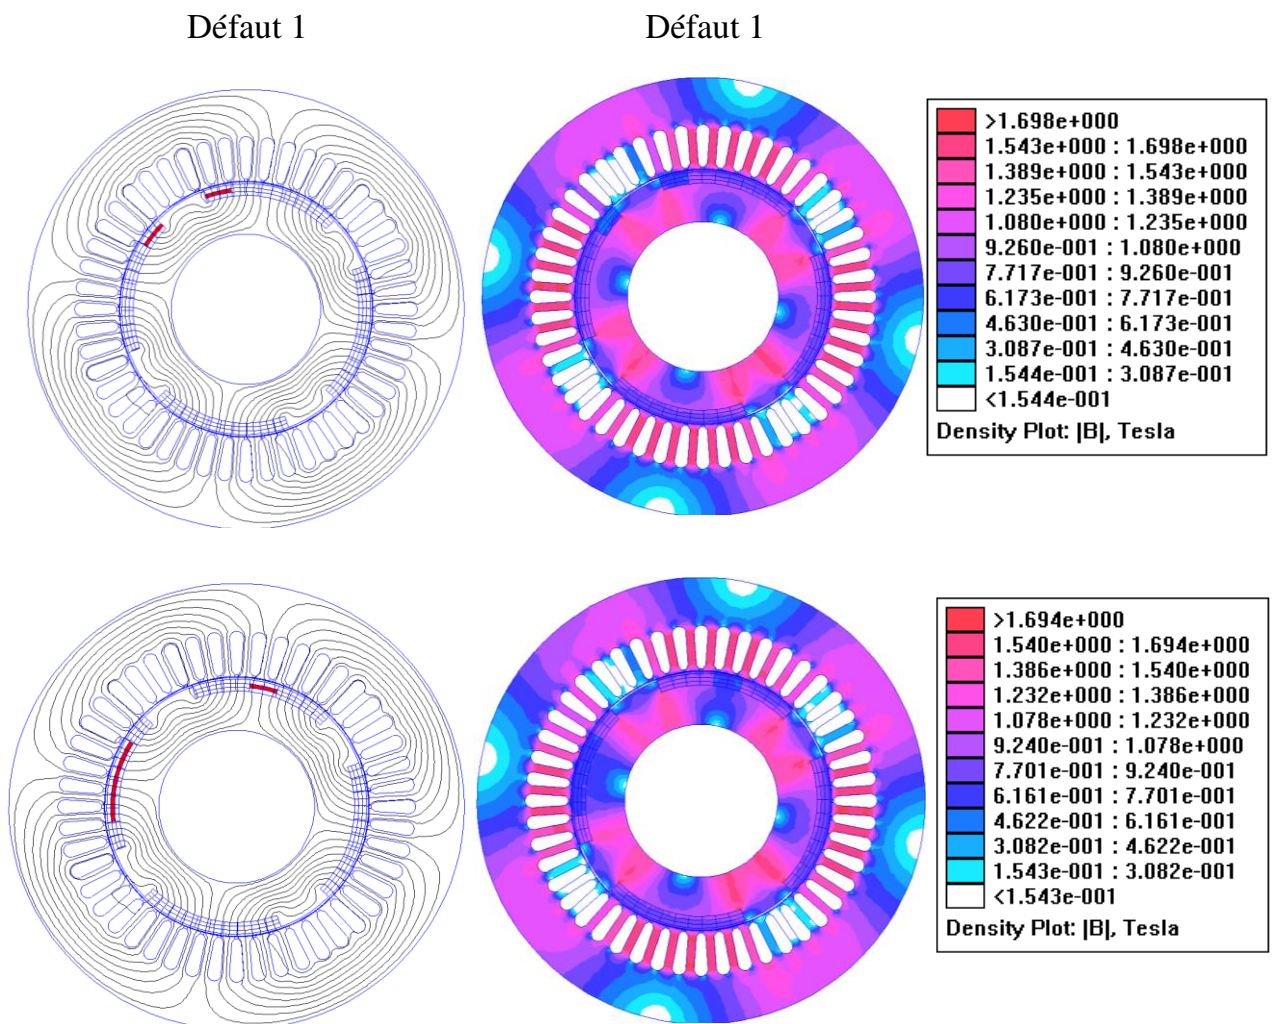 Défaut 1
Défaut 1
>1.698e+000
1.543e+000 : 1.698e+000
1.389e+000 : 1.543e+000
1.235e+000 : 1.389e+000
1.080e+000 : 1.235e+000
9.260e-001 : 1.080e+000
7.717e-001 : 9.260e-001
6.173e-001 : 7.717e-001
4.630e-001 : 6.173e-001
3.087e-001 : 4.630e-001
1.544e-001 : 3.087e-001
<1.544e-001
Density Plot: |B|, Tesla
>1.694e+000
1.540e+000 : 1.694e+000
1.386e+000 : 1.540e+000
1.232e+000 : 1.386e+000
1.078e+000 : 1.232e+000
9.240e-001 : 1.078e+000
7.701e-001 : 9.240e-001
6.161e-001 : 7.701e-001
4.622e-001 : 6.161e-001
3.082e-001 : 4.622e-001
1.543e-001 : 3.082e-001
<1.543e-001
Density Plot: |B|, Tesla